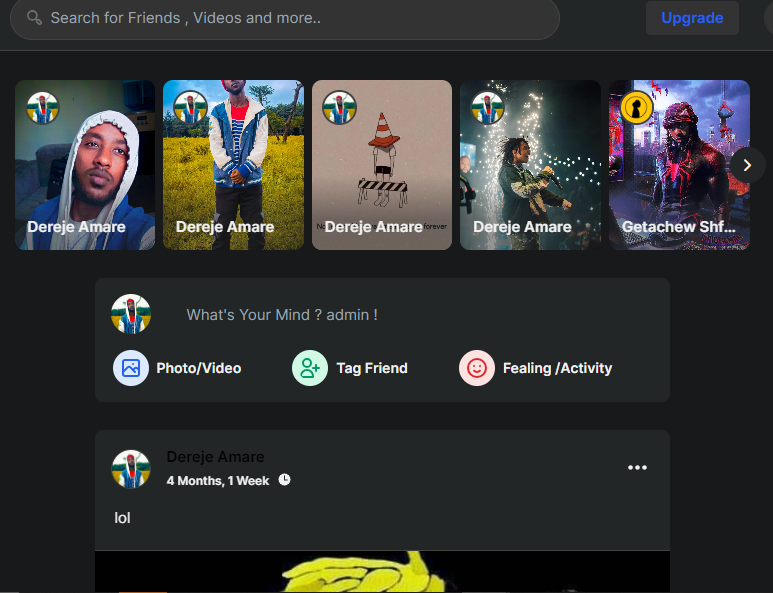 Search for Friends , Videos and more..
Upgrade
Dereje Amare
Dereje Amare
Dereje Amare
forever
Dereje Amare
Getachew Shf...
What's Your Mind ? admin !
Photo/Video
Tag Friend
Fealing /Activity
Dereje Amare
4 Months, 1 Week
lol